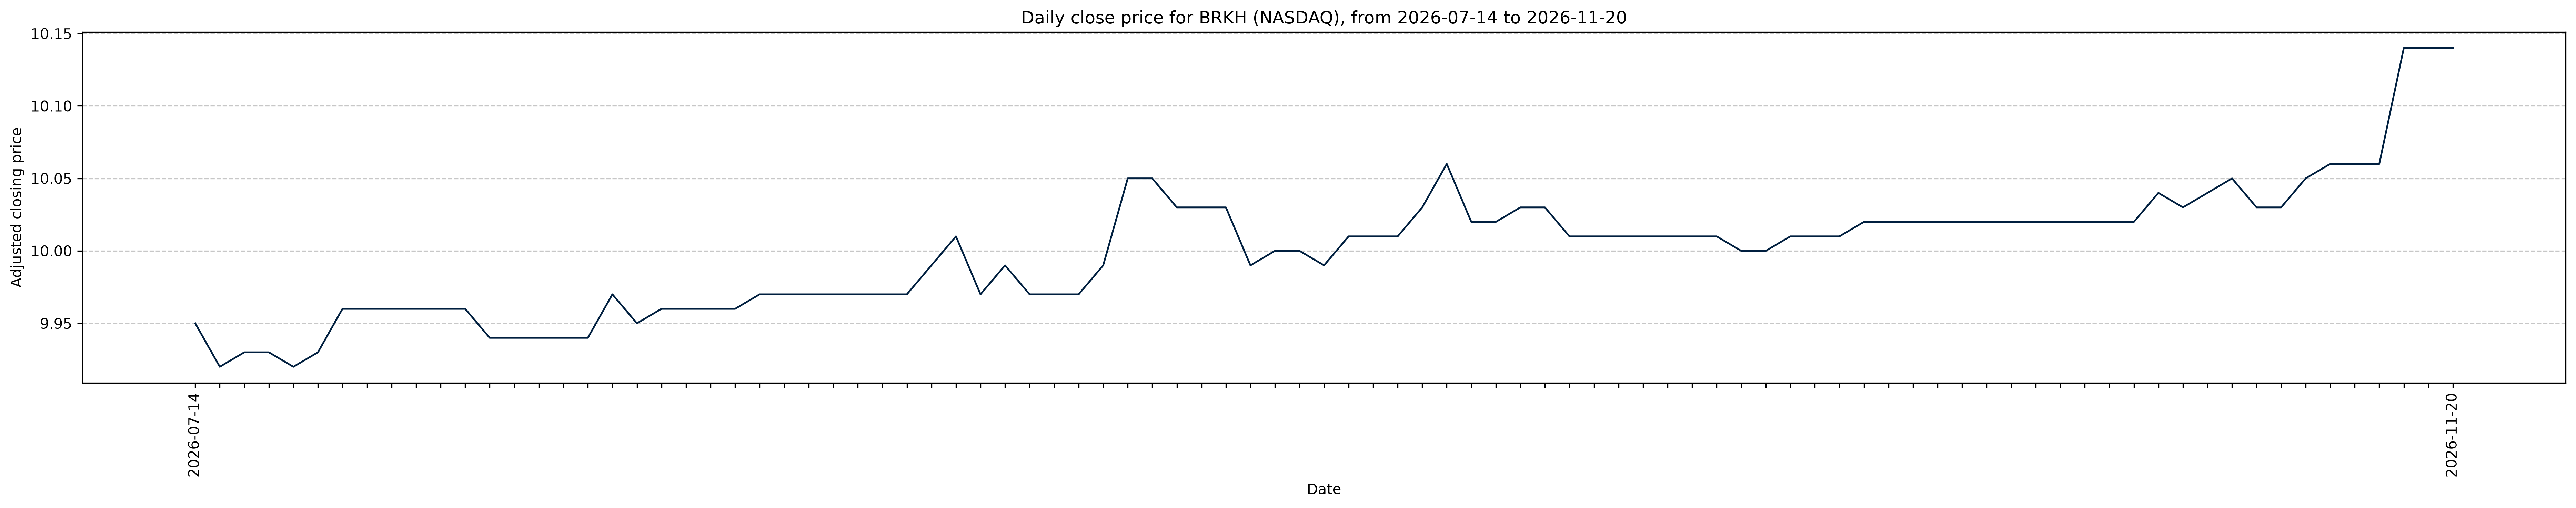 Daily close price for BRKH (NASDAQ), from 2026-07-14 to 2026-11-20
Adjusted closing price
10.15
10.10
10.05
10.00
9.95
2026-07-14
2026-11-20
Date